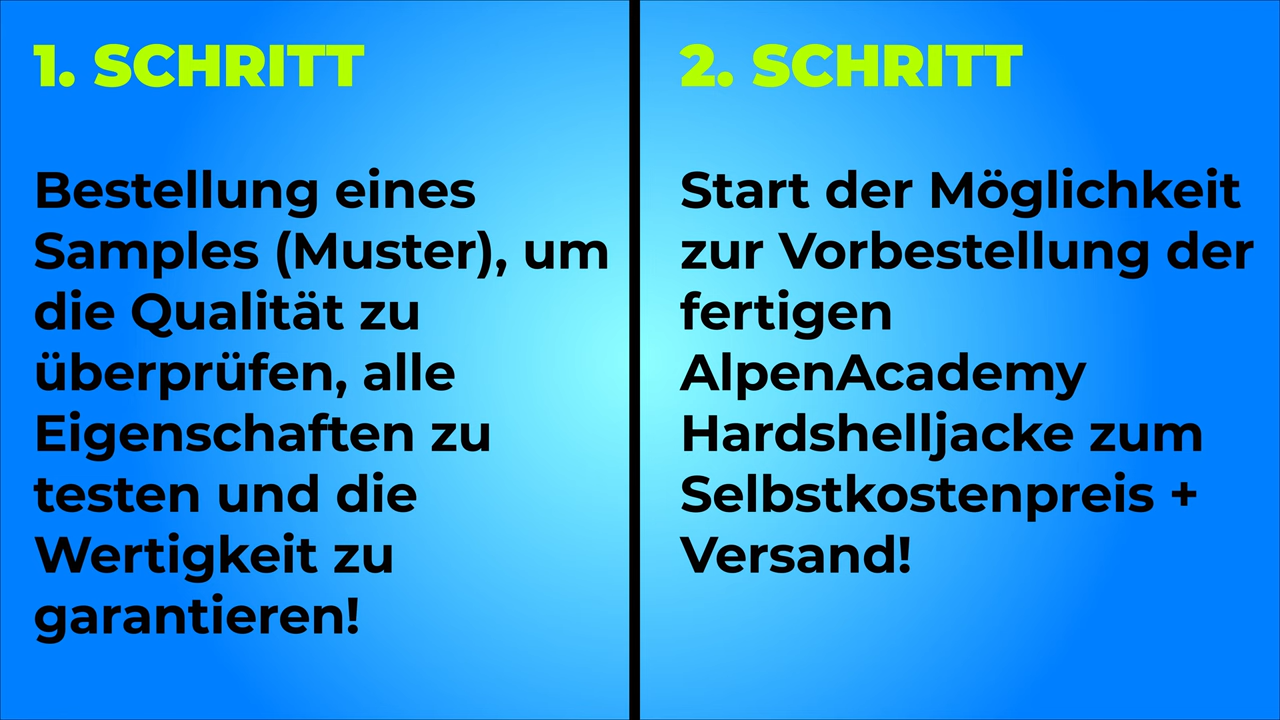 1. SCHRITT
Bestellung eines
Samples (Muster), um
die Qualität zu
überprüfen, alle
Eigenschaften zu
testen und die
Wertigkeit zu
garantieren!
2. SCHRITT
Start der Möglichkeit
zur Vorbestellung der
fertigen
AlpenAcademy
Hardshelljacke zum
Selbstkostenpreis +
Versand!